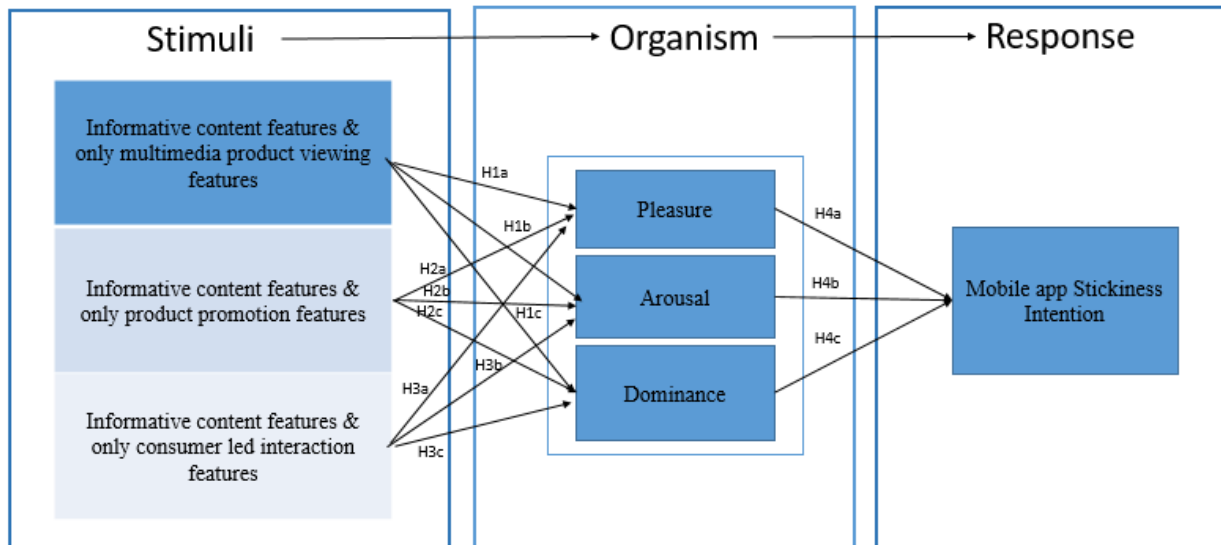 Stimuli
Organism
Response
Informative content features &
only multimedia product viewing
features
Informative content features &
only product promotion features
Informative content features &
only consumer led interaction
features
H1a
H1b
H2a
H2b
H2c
H1c
H3b
H3a
H3c
Pleasure
Arousal
Dominance
H4a
H4b
H4c
Mobile app Stickiness
Intention